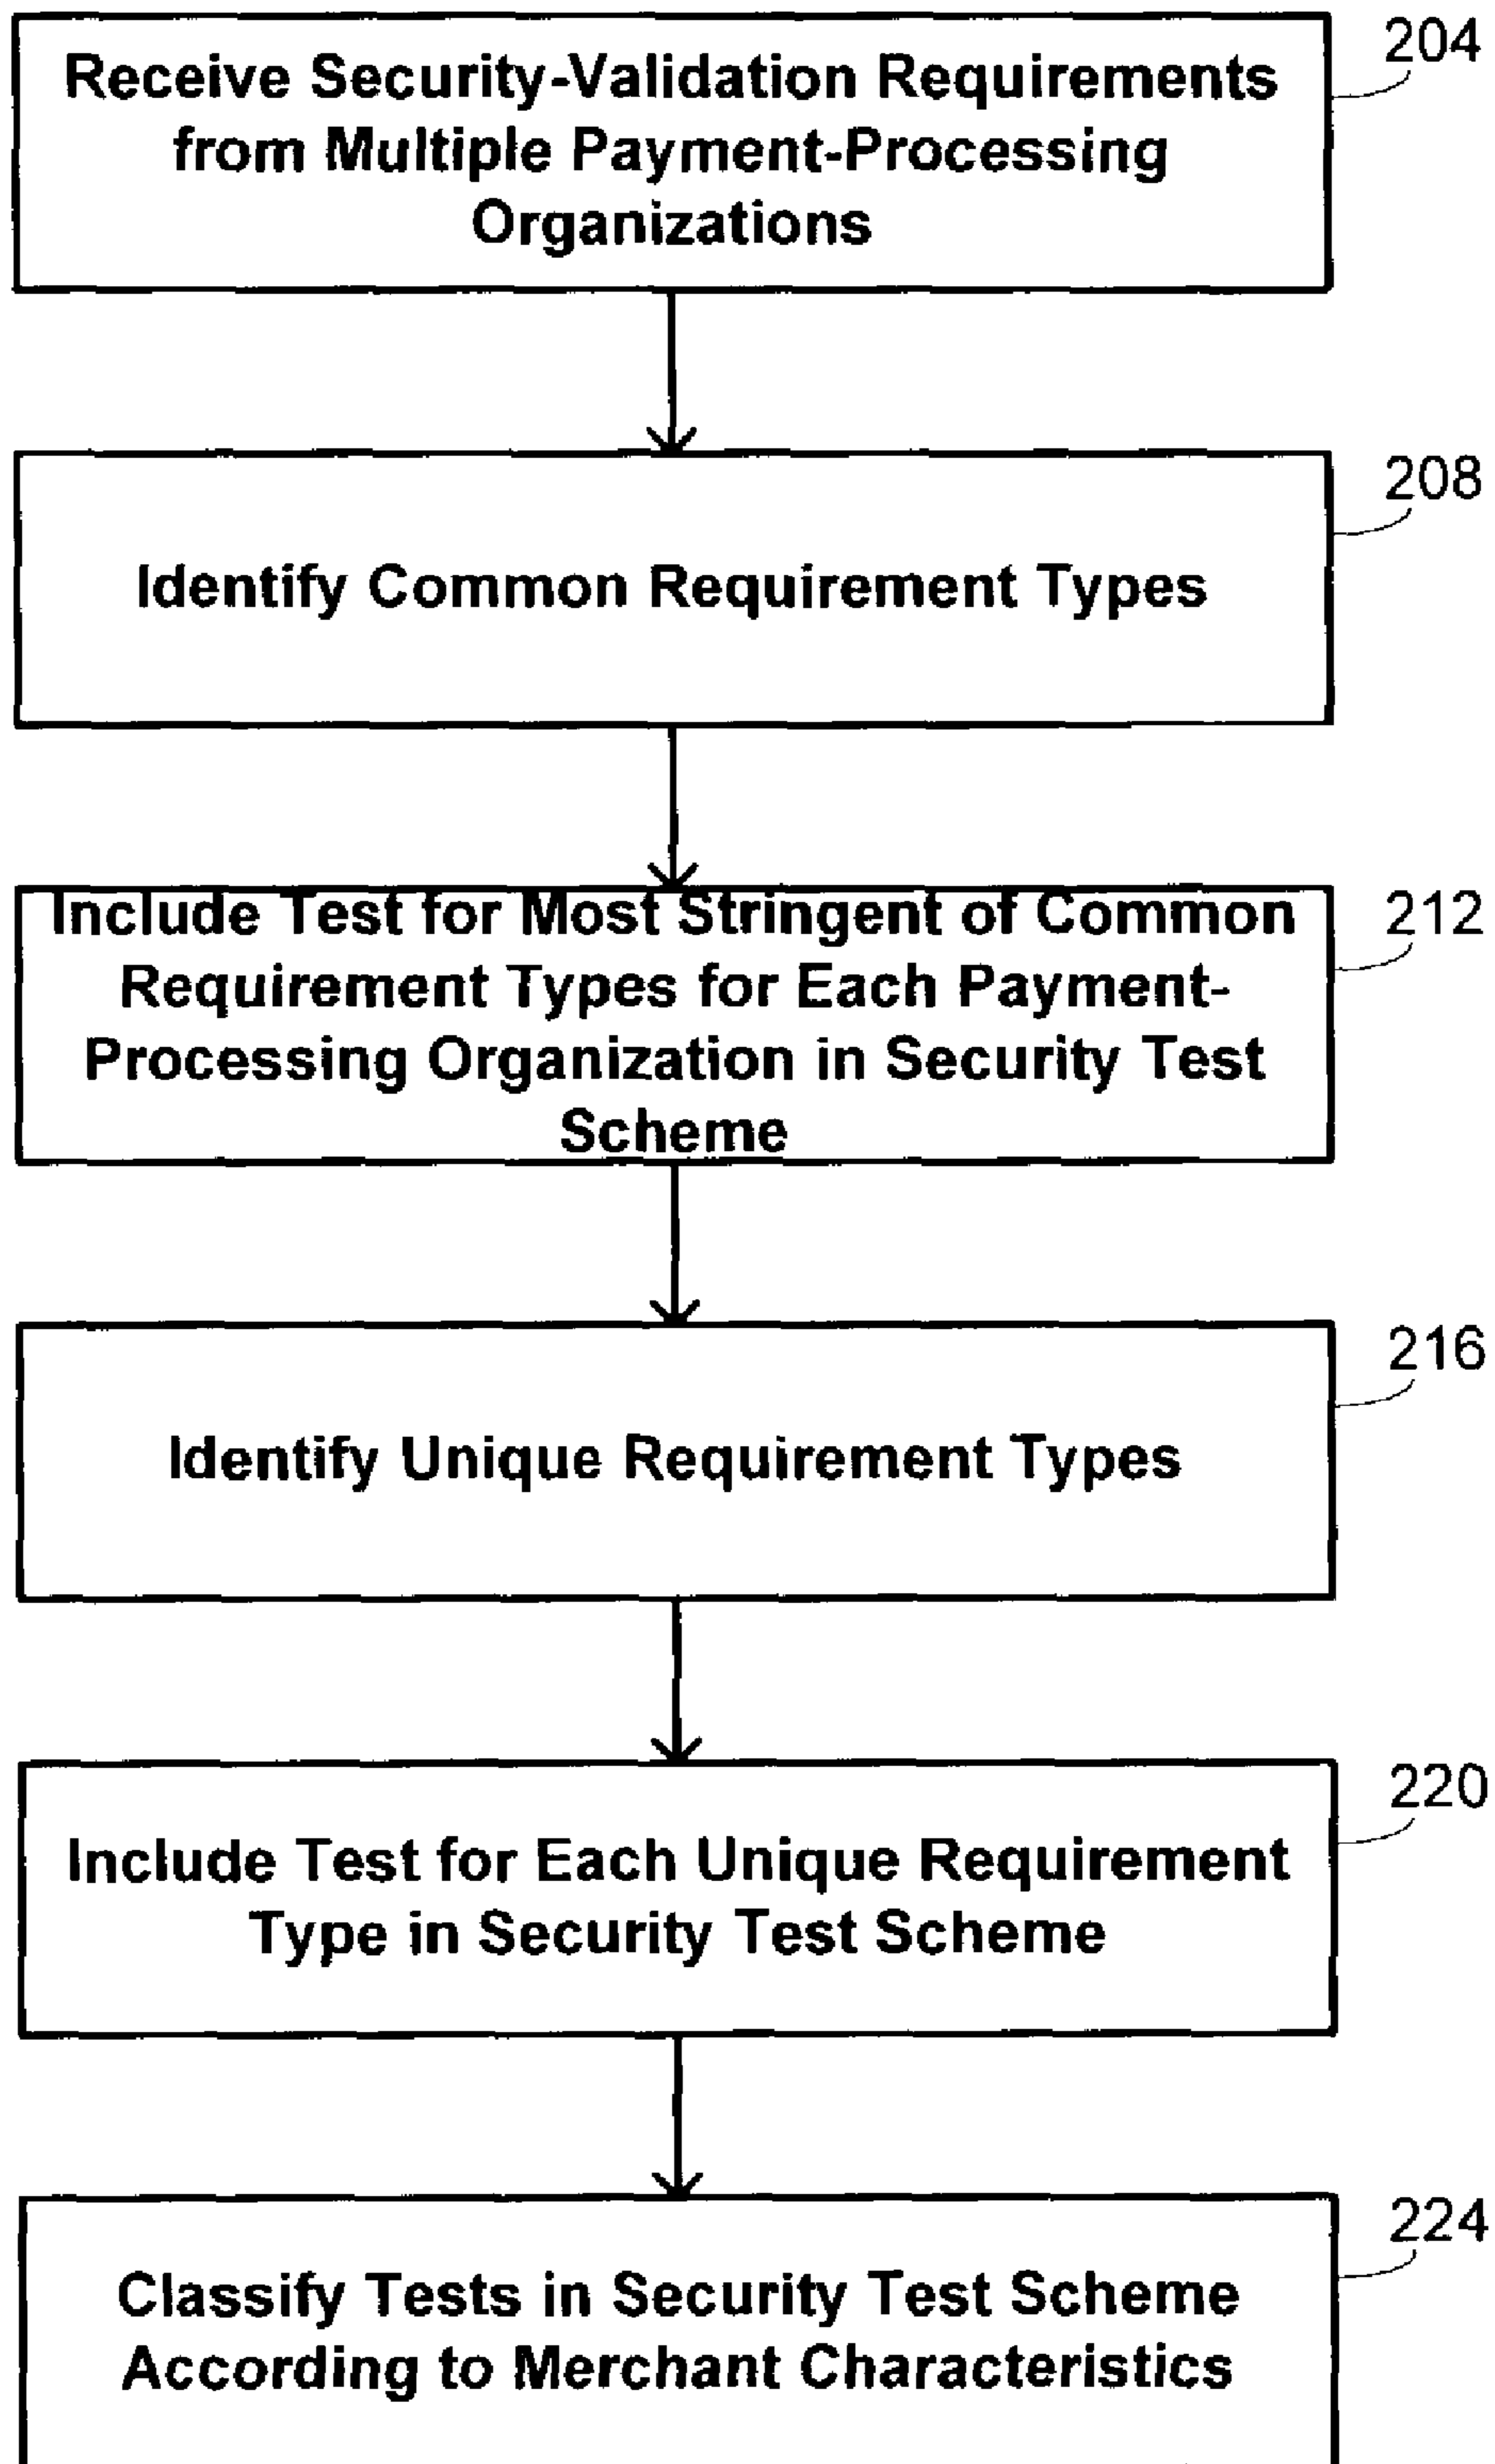 204
Receive Security-Validation Requirements
from Multiple Payment-Processing
Organizations
208
Identify Common Requirement Types
212
Include Test for Most Stringent of Common
Requirement Types for Each Payment-
Processing Organization in Security Test
Scheme
216
Identify Unique Requirement Types
220
Include Test for Each Unique Requirement
Type in Security Test Scheme
224
Classify Tests in Security Test Scheme
According to Merchant Characteristics